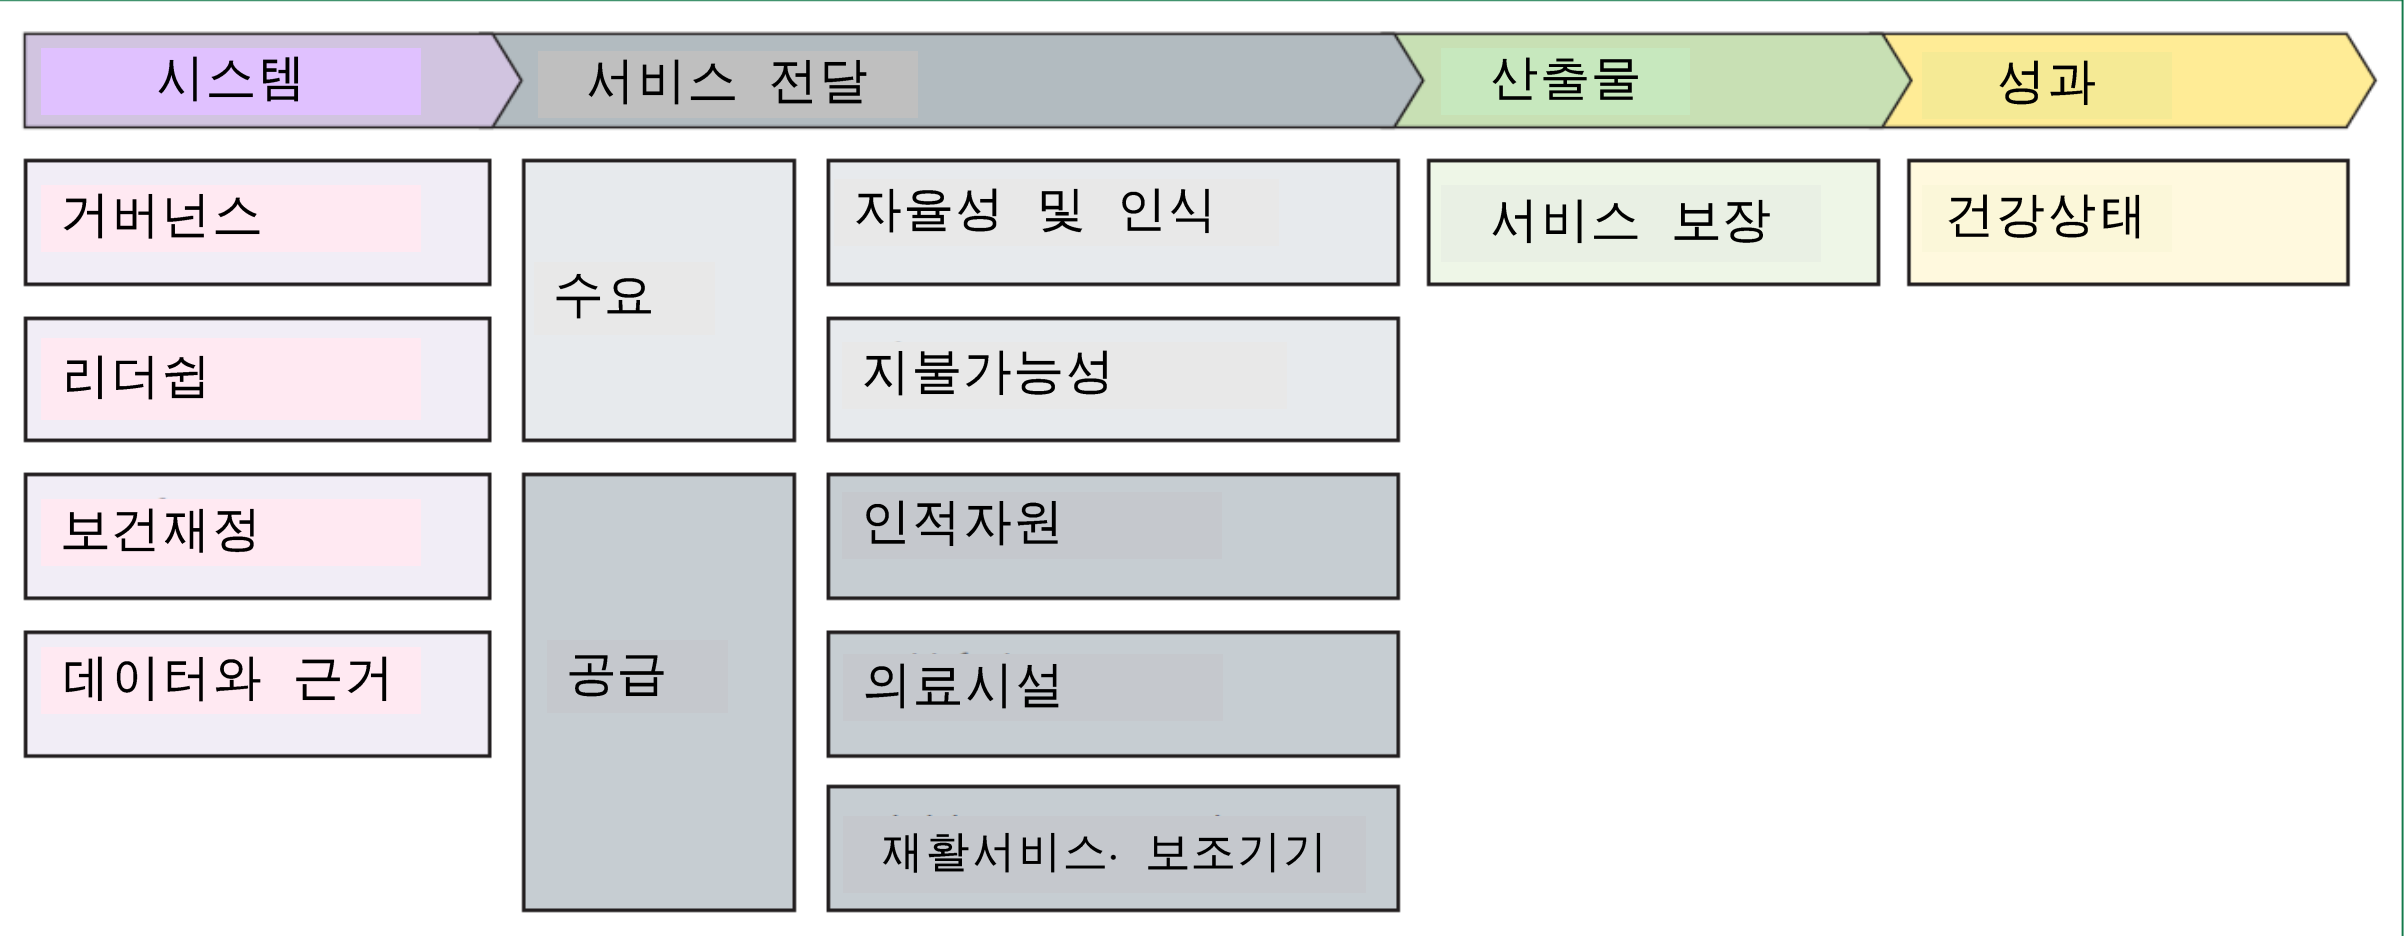 시스템
서비스 전달
산출물
성과
거버넌스
리더쉽
보건재정
데이터와 근거
수요
공급
자율성 및 인식
지불가능성
인적자원
의료시설
재활서비스· 보조기기
서비스 보장
건강상태